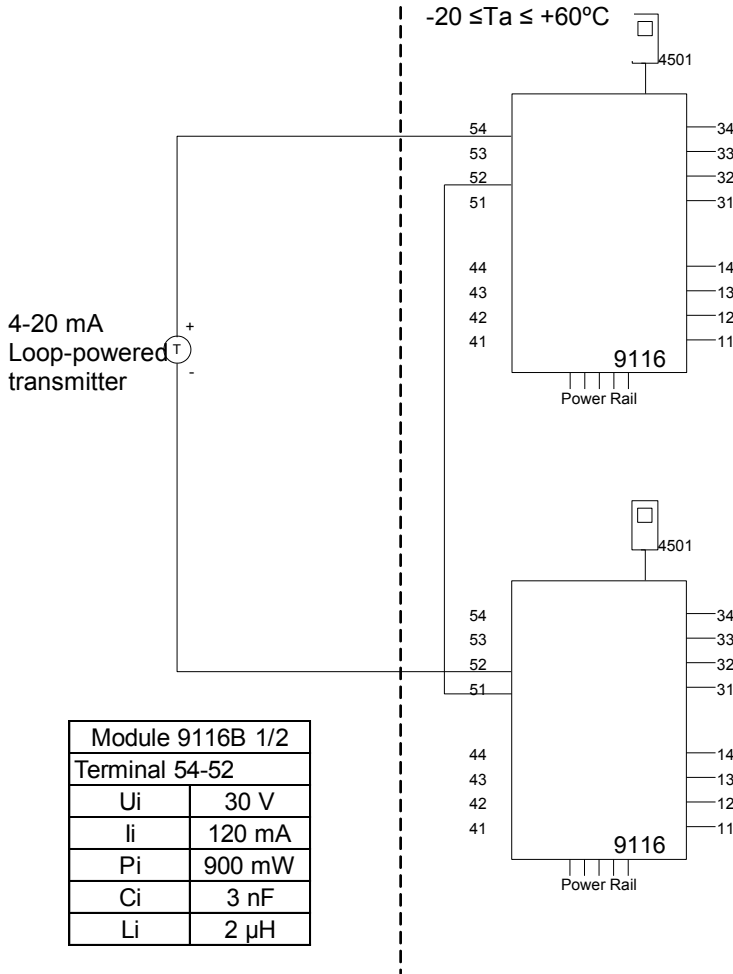 -20 ≤Ta ≤ +60ºC
4501
54
53
52
51
44
43
42
41
34
33
32
31
14
13
12
11
9116
Power Rail
4-20 mA
Loop-powered
transmitter
+
T
-
4501
54
53
52
51
44
43
42
41
34
33
32
31
14
13
12
11
9116
Power Rail
Module 9116B 1/2
Terminal 54-52
Ui 30 V
Ii 120 mA
Pi 900 mW
Ci 3 nF
Li 2 μH